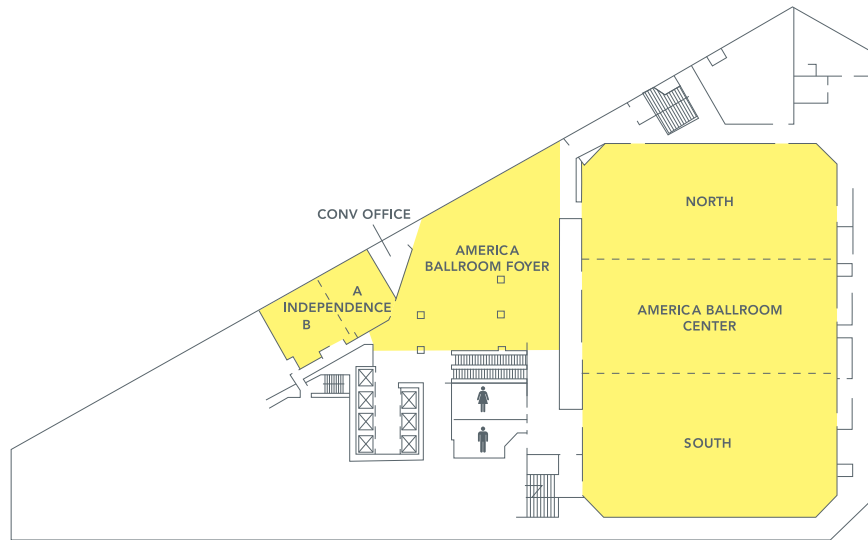 NORTH
CONV OFFICE
AMERICA
BALLROOM FOYER
A
INDEPENDENCE
B
AMERICA BALLROOM
CENTER
SOUTH